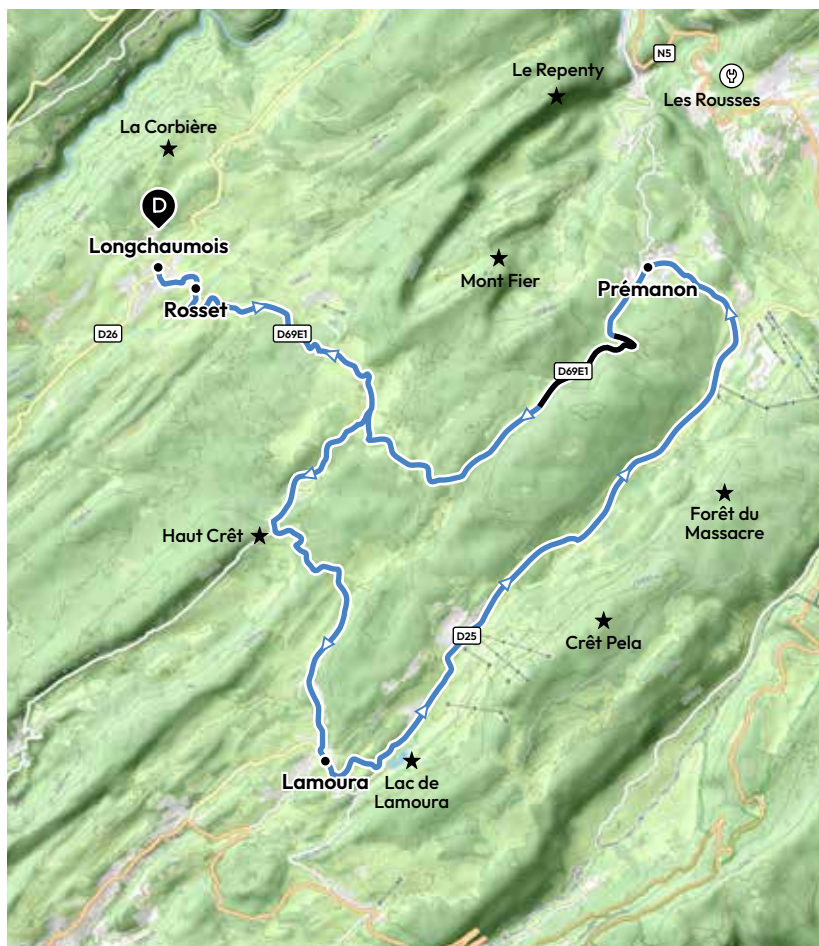 N5
Le Repenty
Les Rousses
La Corbière
D
Longchaumois
Mont Fier
Prémanon
Rosset
D26
D69E1
D69E1
Forêt du
Massacre
Haut Crêt
D25
Crêt Pela
Lamoura
Lac de
Lamoura